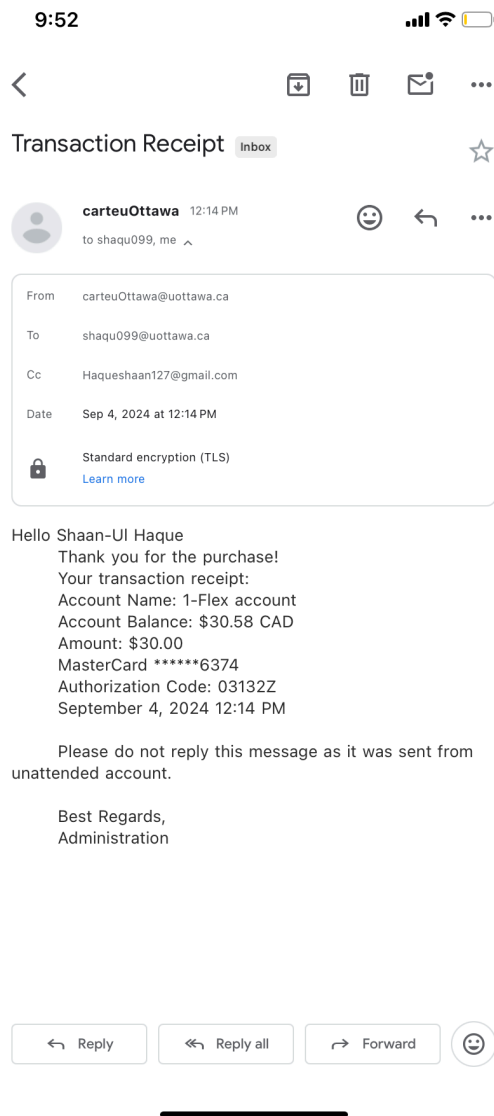 9:52
Transaction Receipt Inbox
carteuOttawa 12:14 PM
to shaqu099, me
From carteuOttawa@uottawa.ca
To shaqu099@uottawa.ca
Cc Haqueshaan127@gmail.com
Date Sep 4, 2024 at 12:14 PM
Standard encryption (TLS)
Learn more
Hello Shaan-Ul Haque
Thank you for the purchase!
Your transaction receipt:
Account Name: 1-Flex account
Account Balance: $30.58 CAD
Amount: $30.00
MasterCard ******6374
Authorization Code: 03132Z
September 4, 2024 12:14 PM
Please do not reply this message as it was sent from
unattended account.
Best Regards,
Administration
Reply Reply all Forward